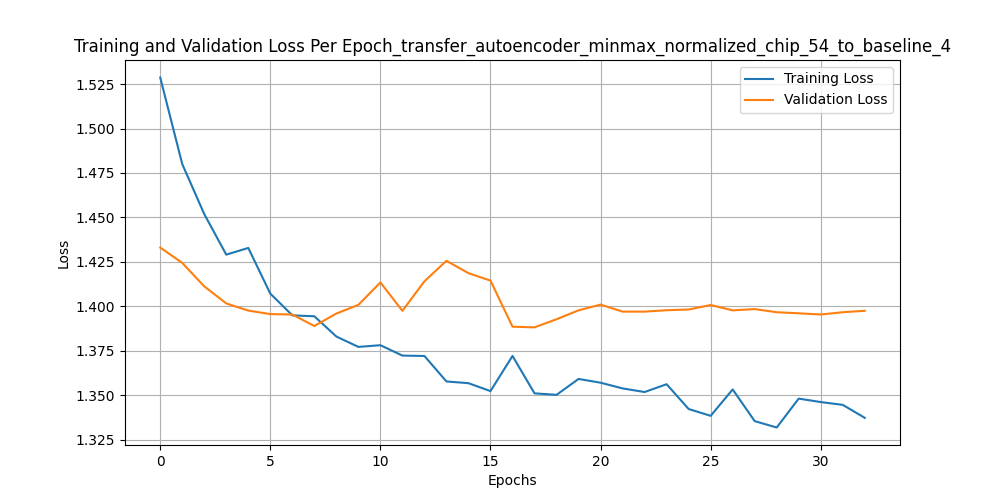 Training and Validation Loss Per Epoch_transfer_autoencoder_minmax_normalized_chip_54_to_baseline_4
Training Loss
Validation Loss
1.525
1.500
1.475
1.450
1.425
1.400
1.375
1.350
1.325
Loss
0 5 10 15 20 25 30
Epochs